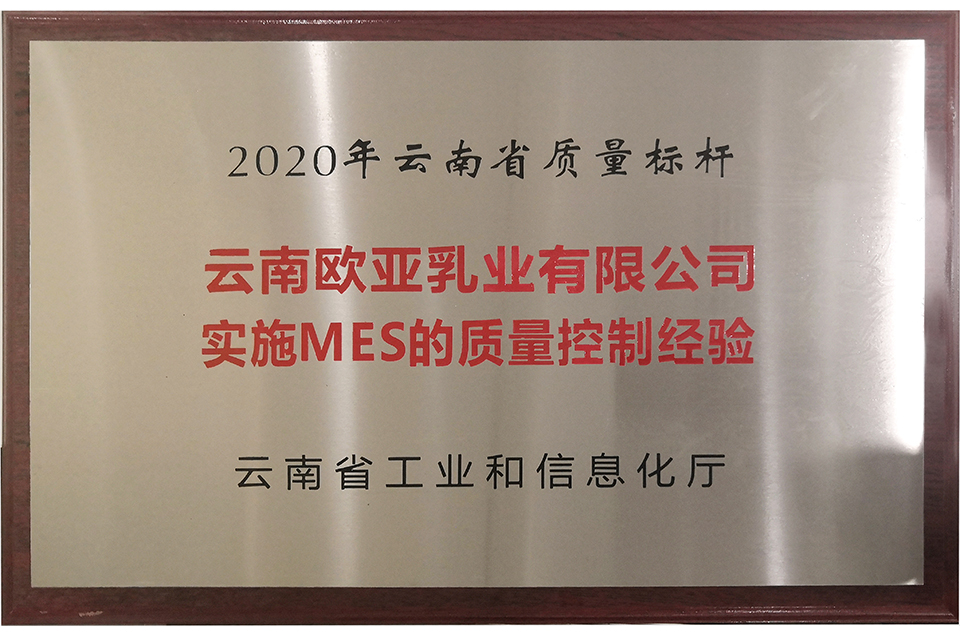 2020年云南省质量标杆
云南欧亚乳业有限公司
实施MES的质量控制经验
云南省工业和信息化厅